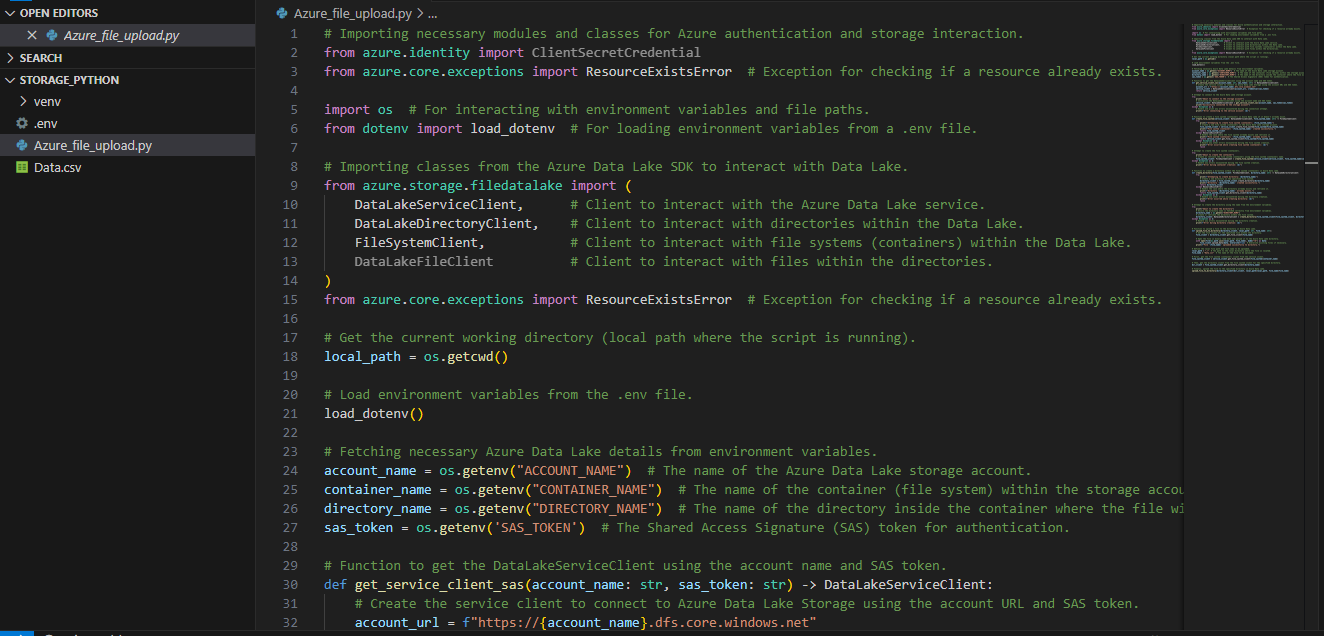 OPEN EDITORS
Azure_file_upload.py
SEARCH
STORAGE_PYTHON
venv
.env
Azure_file_upload.py
Data.csv
Azure_file_upload.py > ...
1 # Importing necessary modules and classes for Azure authentication and storage interaction.
2 from azure.identity import ClientSecretCredential
3 from azure.core.exceptions import ResourceExistsError  # Exception for checking if a resource already exists.
4
5 import os  # For interacting with environment variables and file paths.
6 from dotenv import load_dotenv  # For loading environment variables from a .env file.
7
8 # Importing classes from the Azure Data Lake SDK to interact with Data Lake.
9 from azure.storage.filedatalake import (
10     DataLakeServiceClient,      # Client to interact with the Azure Data Lake service.
11     DataLakeDirectoryClient,    # Client to interact with directories within the Data Lake.
12     FileSystemClient,           # Client to interact with file systems (containers) within the Data Lake.
13     DataLakeFileClient          # Client to interact with files within the directories.
14 )
15 from azure.core.exceptions import ResourceExistsError  # Exception for checking if a resource already exists.
16
17 # Get the current working directory (local path where the script is running).
18 local_path = os.getcwd()
19
20 # Load environment variables from the .env file.
21 load_dotenv()
22
23 # Fetching necessary Azure Data Lake details from environment variables.
24 account_name = os.getenv("ACCOUNT_NAME")  # The name of the Azure Data Lake storage account.
25 container_name = os.getenv("CONTAINER_NAME")  # The name of the container (file system) within the storage accou
26 directory_name = os.getenv("DIRECTORY_NAME")  # The name of the directory inside the container where the file wi
27 sas_token = os.getenv('SAS_TOKEN')  # The Shared Access Signature (SAS) token for authentication.
28
29 # Function to get the DataLakeServiceClient using the account name and SAS token.
30 def get_service_client_sas(account_name: str, sas_token: str) -> DataLakeServiceClient:
31     # Create the service client to connect to Azure Data Lake Storage using the account URL and SAS token.
32     account_url = f"https://{account_name}.dfs.core.windows.net"